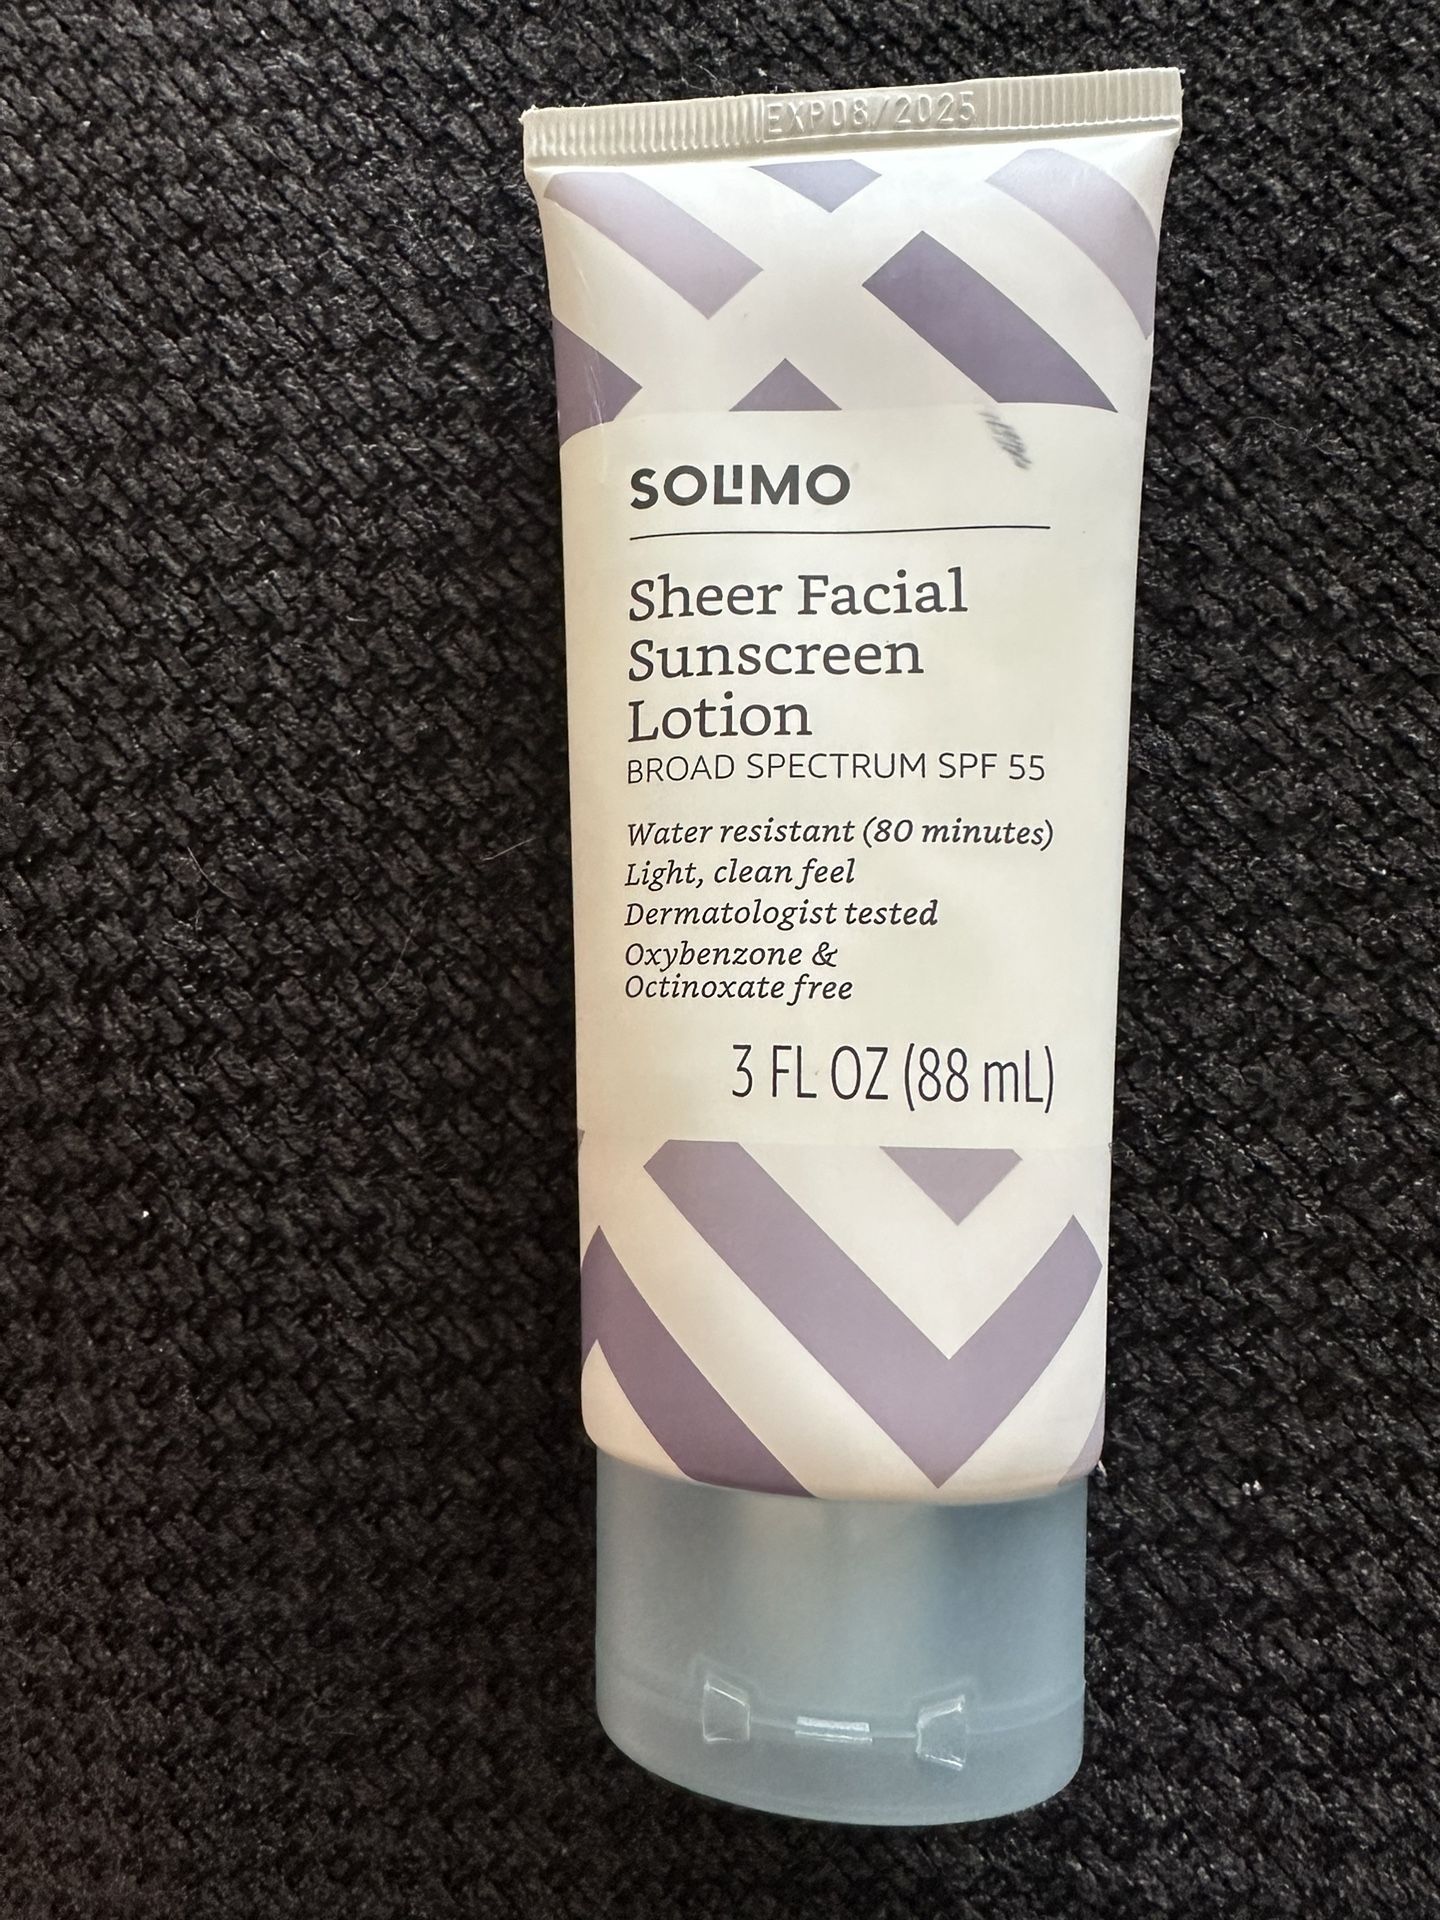 EXP08/2025
SOLIMO
Sheer Facial
Sunscreen
Lotion
BROAD SPECTRUM SPF 55
Water resistant (80 minutes)
Light, clean feel
Dermatologist tested
Oxybenzone &
Octinoxate free
3 FL OZ (88 mL)